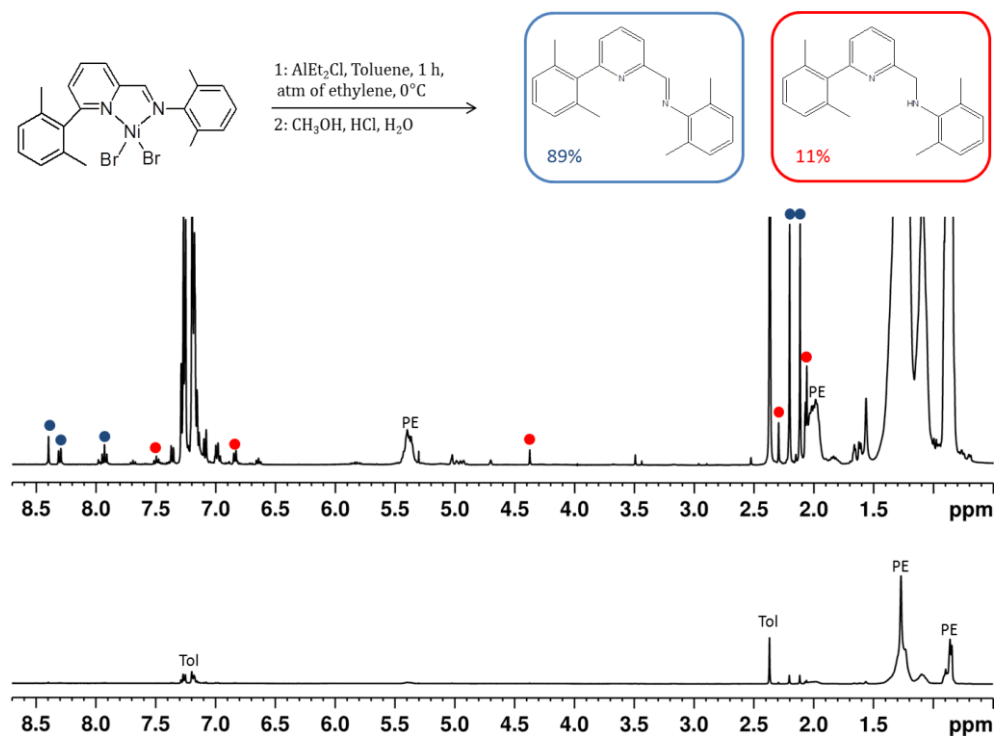 1: AlEt₂Cl, Toluene, 1 h,
atm of ethylene, 0°C
2: CH₃OH, HCl, H₂O
N
N
Ni
Br
Br
N
N
89%
N
HN
11%
PE
PE
8.5 8.0 7.5 7.0 6.5 6.0 5.5 5.0 4.5 4.0 3.5 3.0 2.5 2.0 1.5 ppm
Tol
Tol
PE
PE
8.5 8.0 7.5 7.0 6.5 6.0 5.5 5.0 4.5 4.0 3.5 3.0 2.5 2.0 1.5 ppm